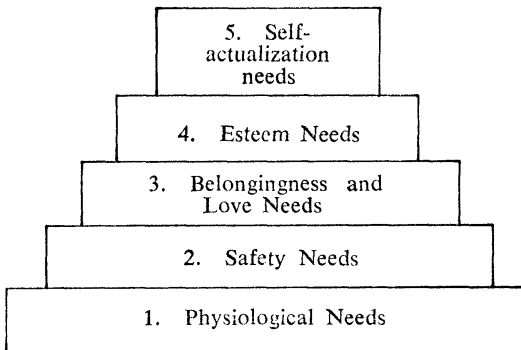 5. Self-
actualization
needs
4. Esteem Needs
3. Belongingness and
Love Needs
2. Safety Needs
1. Physiological Needs